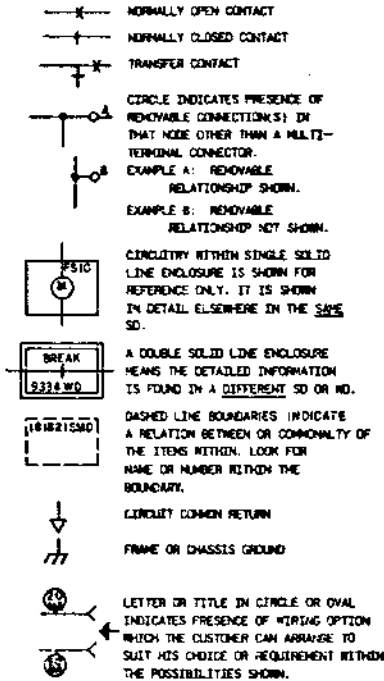 NORMALLY OPEN CONTACT
NORMALLY CLOSED CONTACT
TRANSFER CONTACT
A
CIRCLE INDICATES PRESENCE OF
REMOVABLE CONNECTION(S) IN
THAT NODE OTHER THAN A MULTI-
TERMINAL CONNECTOR.
B
EXAMPLE A: REMOVABLE
RELATIONSHIP SHOWN.
EXAMPLE B: REMOVABLE
RELATIONSHIP NOT SHOWN.
CIRCUITRY WITHIN SINGLE SOLID
LINE ENCLOSURE IS SHOWN FOR
REFERENCE ONLY. IT IS SHOWN
IN DETAIL ELSEWHERE IN THE SAME
SD.
BREAK
9334WD
A DOUBLE SOLID LINE ENCLOSURE
MEANS THE DETAILED INFORMATION
IS FOUND IN A DIFFERENT SD OR WD.
181821SMD
DASHED LINE BOUNDARIES INDICATE
A RELATION BETWEEN OR COMMONALTY OF
THE ITEMS WITHIN. LOOK FOR
NAME OR NUMBER WITHIN THE
BOUNDARY.
CIRCUIT COMMON RETURN
FRAME OR CHASSIS GROUND
LETTER OR TITLE IN CIRCLE OR OVAL
INDICATES PRESENCE OF WIRING OPTION
WHICH THE CUSTOMER CAN ARRANGE TO
SUIT HIS CHOICE OR REQUIREMENT WITHIN
THE POSSIBILITIES SHOWN.